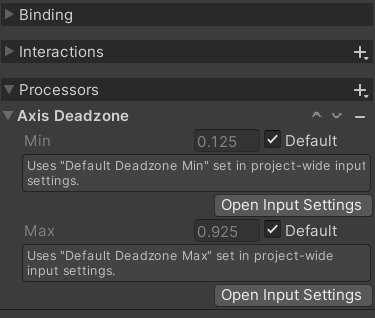 Binding
Interactions
Processors
Axis Deadzone
Min 0.125 Default
Uses "Default Deadzone Min" set in project-wide input
settings.
Open Input Settings
Max 0.925 Default
Uses "Default Deadzone Max" set in project-wide
input settings.
Open Input Settings